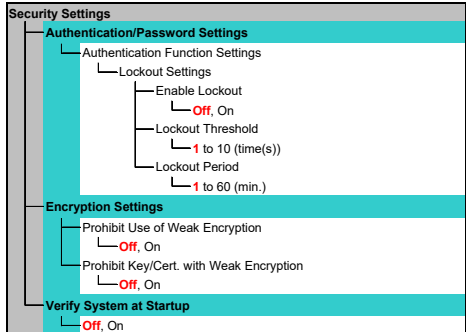 Security Settings
Authentication/Password Settings
Authentication Function Settings
Lockout Settings
Enable Lockout
Off, On
Lockout Threshold
1 to 10 (time(s))
Lockout Period
1 to 60 (min.)
Encryption Settings
Prohibit Use of Weak Encryption
Off, On
Prohibit Key/Cert. with Weak Encryption
Off, On
Verify System at Startup
Off, On